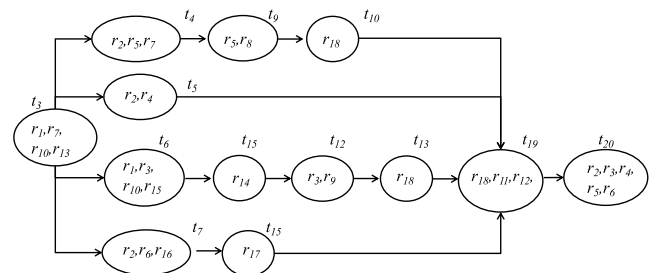 t4 t9 t10
r2,r5,r7 r5,r8 r18
t5
r2,r4
t3
r1,r7,
r10,r13
t6 t15 t12 t13 t19 t20
r1,r3,
r10,r15
r14 r3,r9 r18 r18,r11,r12,
r2,r3,r4,
r5,r6
t7 t15
r2,r6,r16 r17